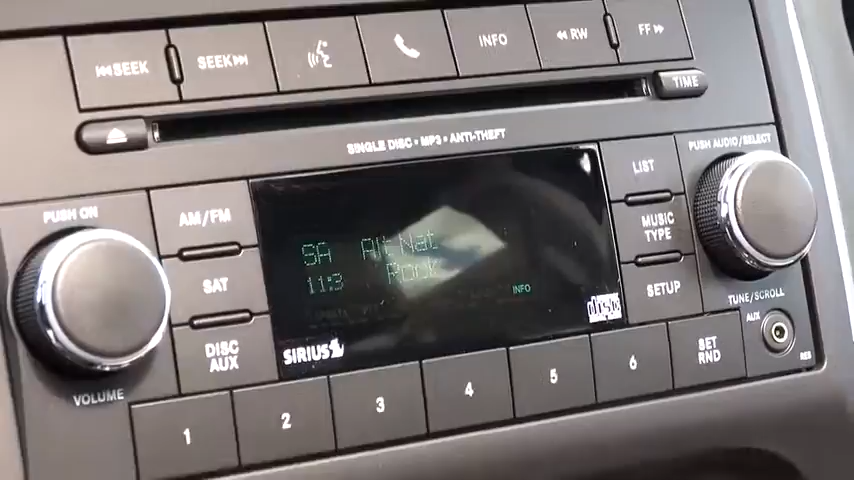 ⏮SEEK
SEEK⏭
INFO
◀◀RW
FF▶▶
TIME
SINGLE DISC • MP3 • ANTI-THEFT
PUSH AUDIO/SELECT
PUSH ON
AM/FM
LIST
MUSIC
TYPE
SA Alt Nat
11:3 Rock
SAT
SETUP
INFO
TUNE/SCROLL
DISC
AUX
SIRIUS
VOLUME
1
2
3
4
5
6
SET
RND
AUX
RES